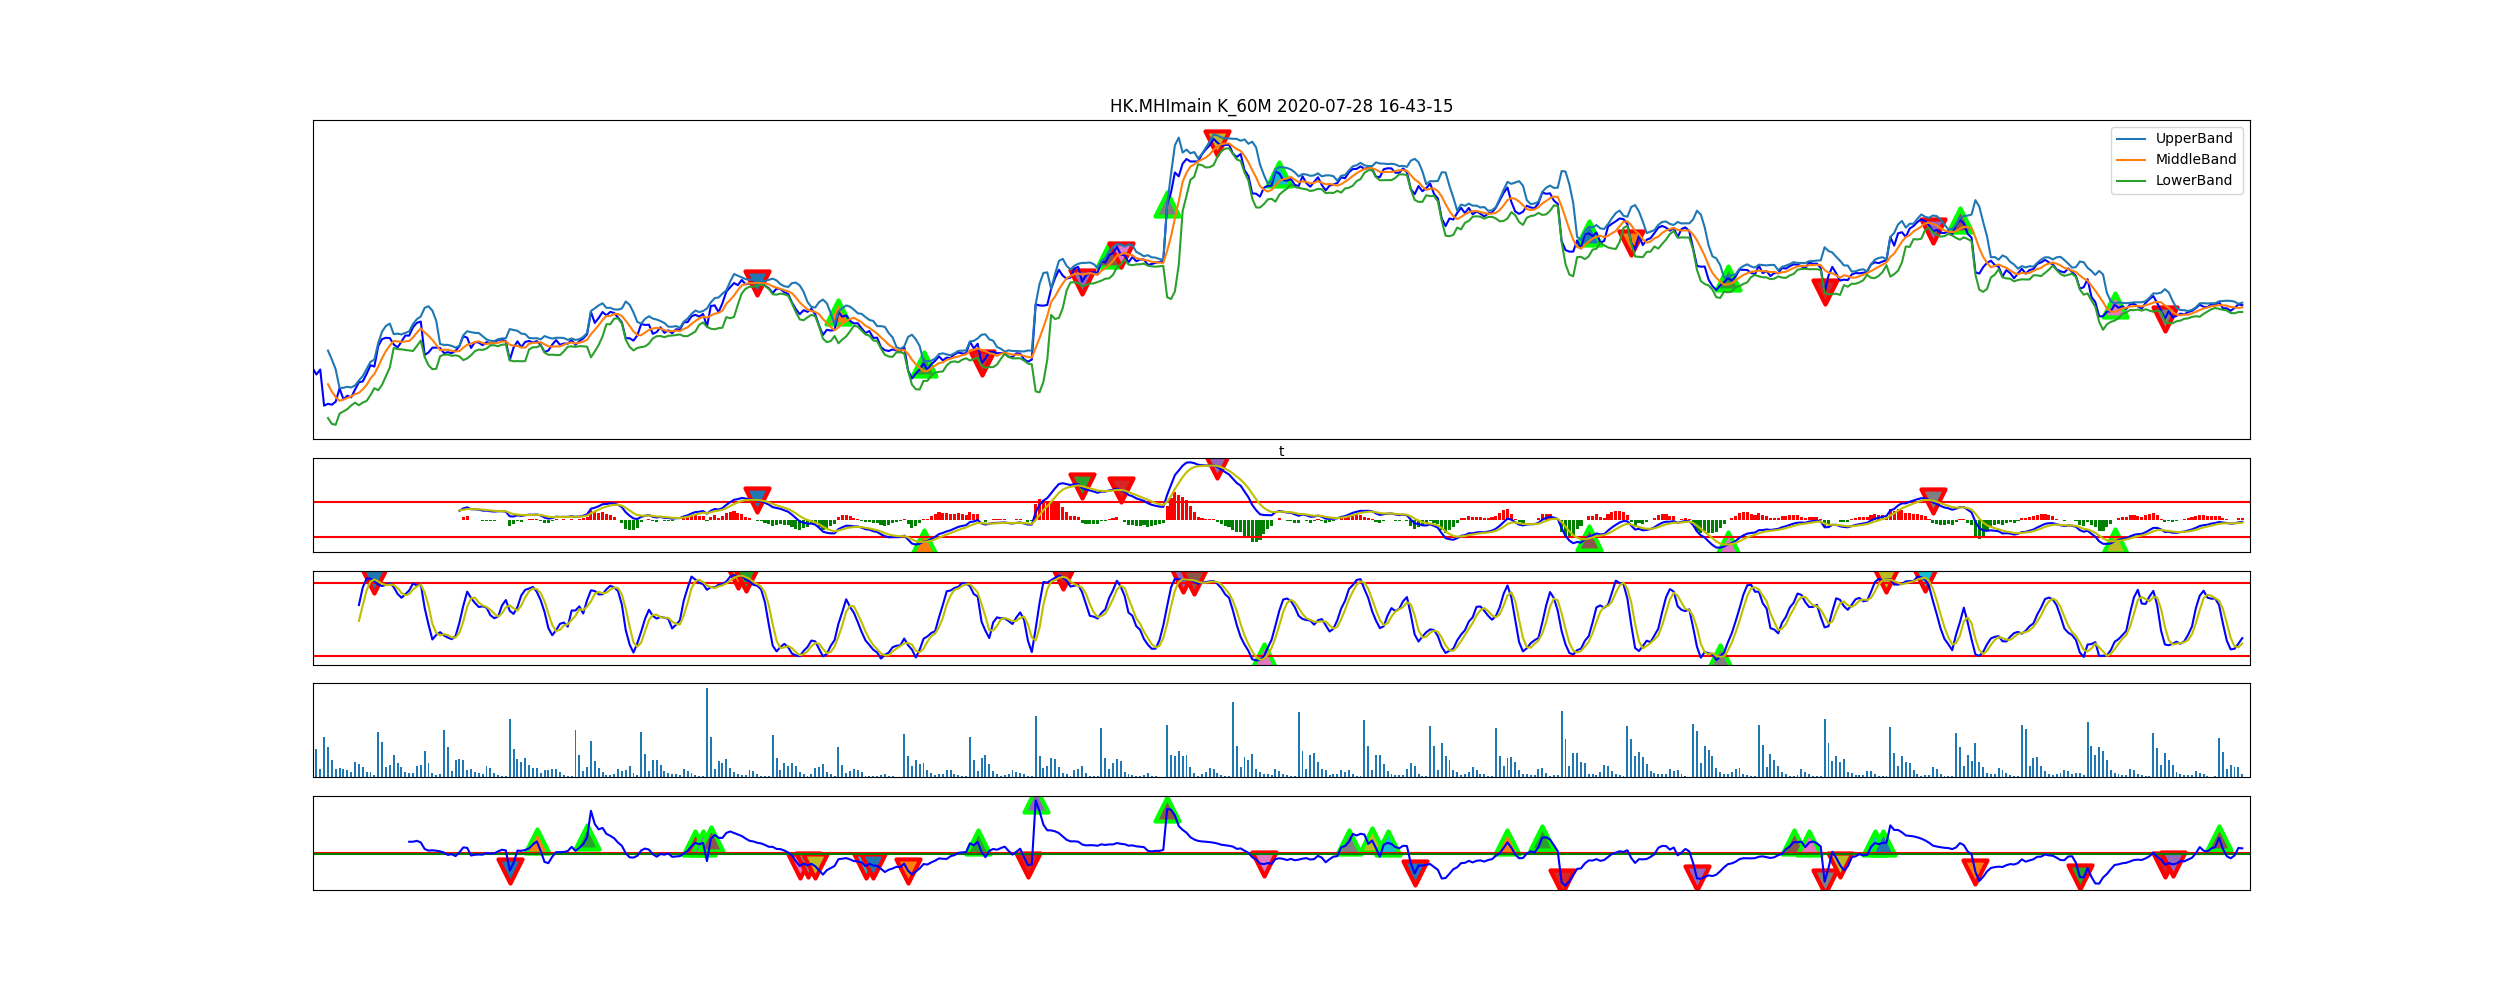 HK.MHImain K_60M 2020-07-28 16-43-15
UpperBand
MiddleBand
LowerBand
t